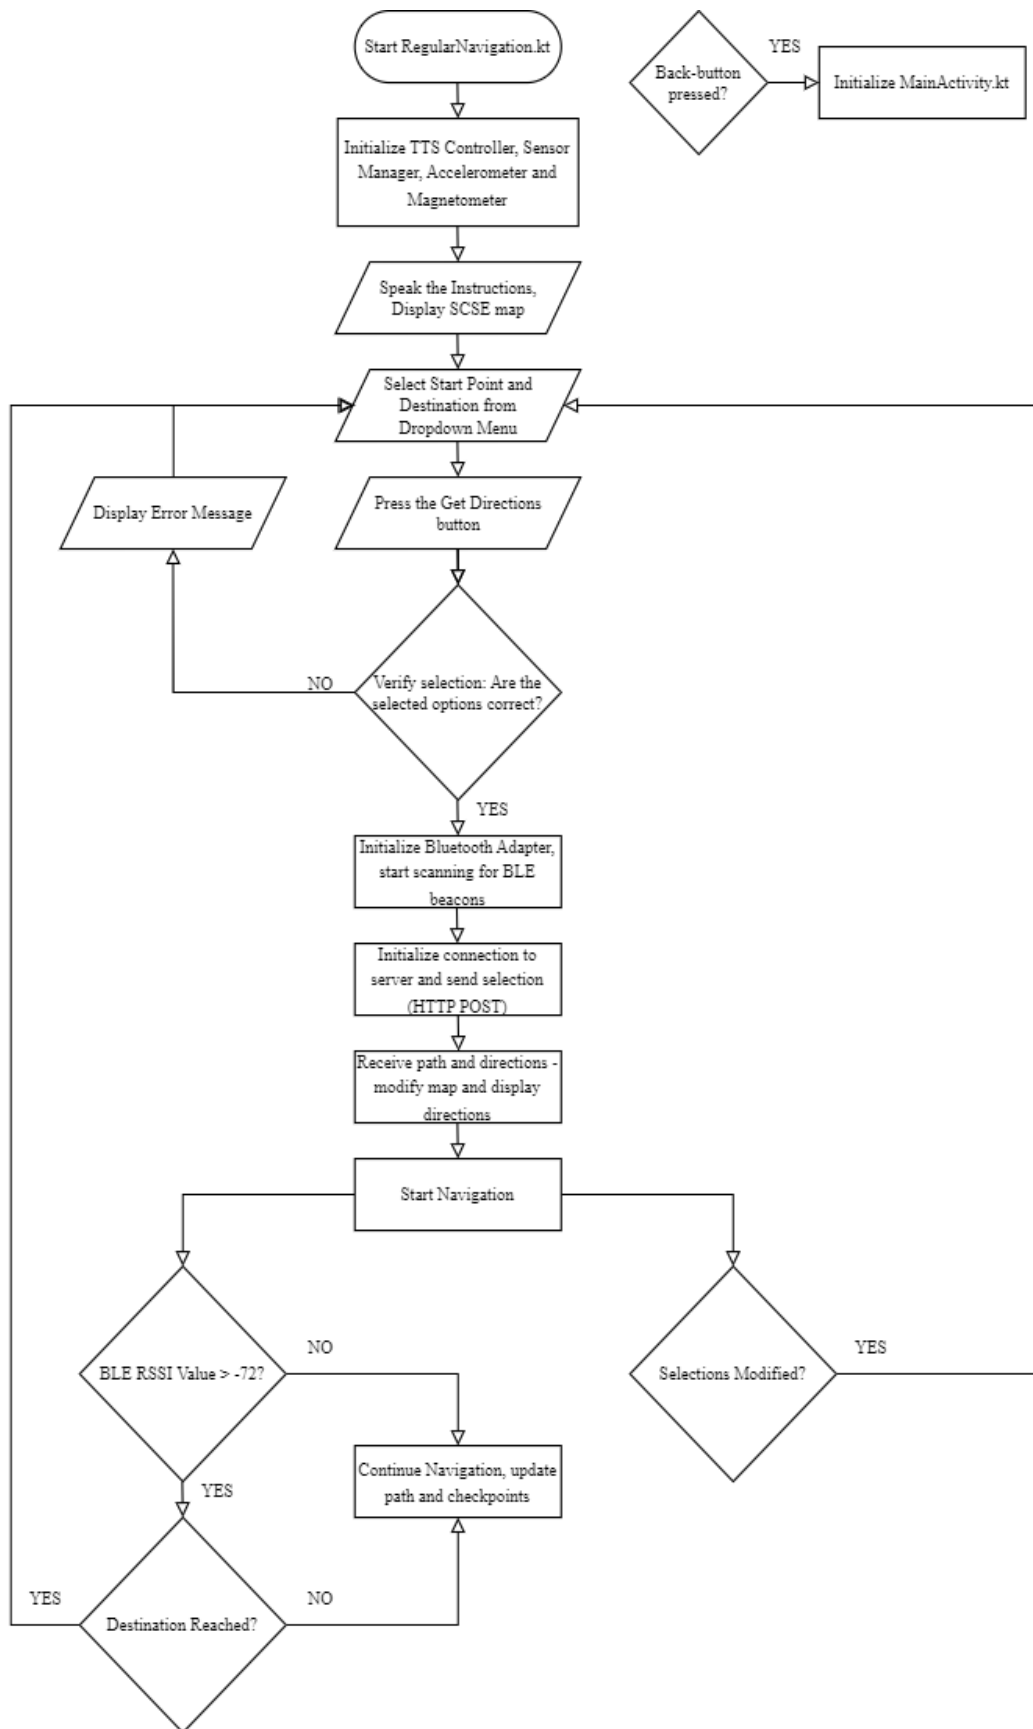 Start RegularNavigation.kt
Back-button
pressed?
YES
Initialize MainActivity.kt
Initialize TTS Controller, Sensor
Manager, Accelerometer and
Magnetometer
Speak the Instructions,
Display SCSE map
Select Start Point and
Destination from
Dropdown Menu
Display Error Message
Press the Get Directions
button
NO
Verify selection: Are the
selected options correct?
YES
Initialize Bluetooth Adapter,
start scanning for BLE
beacons
Initialize connection to
server and send selection
(HTTP POST)
Receive path and directions -
modify map and display
directions
Start Navigation
BLE RSSI Value > -72?
NO
Selections Modified?
YES
Continue Navigation, update
path and checkpoints
YES
YES
Destination Reached?
NO